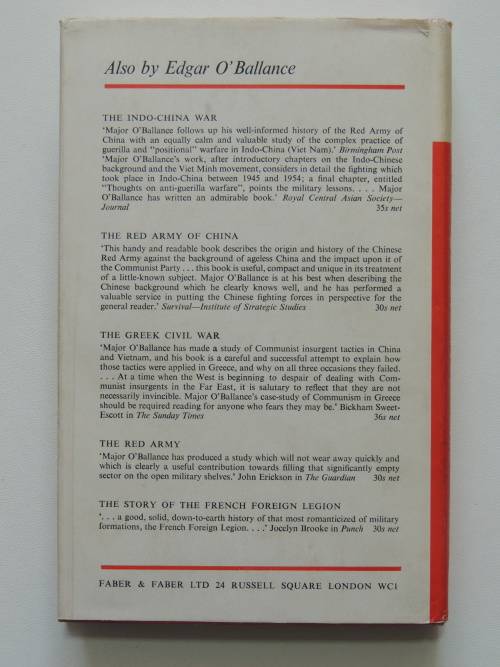 Also by Edgar O'Ballance
THE INDO-CHINA WAR
'Major O'Ballance follows up his well-informed history of the Red Army of
China with an equally calm and valuable study of the complex practice of
guerilla and "positional" warfare in Indo-China (Viet Nam).' Birmingham Post
'Major O'Ballance's work, after introductory chapters on the Indo-Chinese
background and the Viet Minh movement, considers in detail the fighting which
took place in Indo-China between 1945 and 1954; a final chapter, entitled
"Thoughts on anti-guerilla warfare", points the military lessons. . . . Major
O'Ballance has written an admirable book.' Royal Central Asian Society—
Journal 35s net
THE RED ARMY OF CHINA
'This handy and readable book describes the origin and history of the Chinese
Red Army against the background of ageless China and the impact upon it of
the Communist Party . . . this book is useful, compact and unique in its treatment
of a little-known subject. Major O'Ballance is at his best when describing the
Chinese background which he clearly knows well, and he has performed a
valuable service in putting the Chinese fighting forces in perspective for the
general reader.' Survival—Institute of Strategic Studies 30s net
THE GREEK CIVIL WAR
'Major O'Ballance has made a study of Communist insurgent tactics in China
and Vietnam, and his book is a careful and successful attempt to explain how
those tactics were applied in Greece, and why on all three occasions they failed.
. . . At a time when the West is beginning to despair of dealing with Com-
munist insurgents in the Far East, it is salutary to reflect that they are not
necessarily invincible. Major O'Ballance's case-study of Communism in Greece
should be required reading for anyone who fears they may be.' Bickham Sweet-
Escott in The Sunday Times 36s net
THE RED ARMY
'Major O'Ballance has produced a study which will not wear away quickly and
which is clearly a useful contribution towards filling that significantly empty
sector on the open military shelves.' John Erickson in The Guardian 30s net
THE STORY OF THE FRENCH FOREIGN LEGION
'. . . a good, solid, down-to-earth history of that most romanticized of military
formations, the French Foreign Legion. . . .' Jocelyn Brooke in Punch 30s net
FABER & FABER LTD 24 RUSSELL SQUARE LONDON WC1